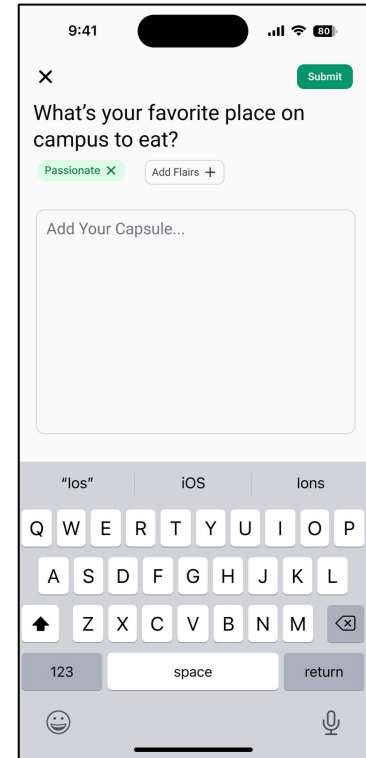 9:41
80
Submit
What's your favorite place on
campus to eat?
Passionate
Add Flairs +
Add Your Capsule...
"Ios" iOS Ions
Q W E R T Y U I O P
A S D F G H J K L
Z X C V B N M
123 space return